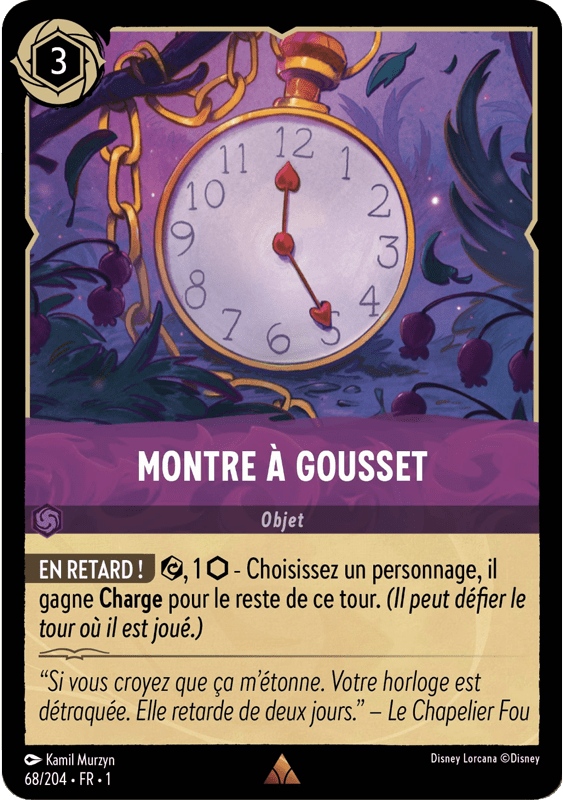 3
12
11
1
10
2
9
3
8
4
7
5
6
MONTRE À GOUSSET
Objet
EN RETARD ! , 1 - Choisissez un personnage, il
gagne Charge pour le reste de ce tour. (Il peut défier le
tour où il est joué.)
“Si vous croyez que ça m’étonne. Votre horloge est
détraquée. Elle retarde de deux jours.” – Le Chapelier Fou
Kamil Murzyn
Disney Lorcana ©Disney
68/204 • FR • 1